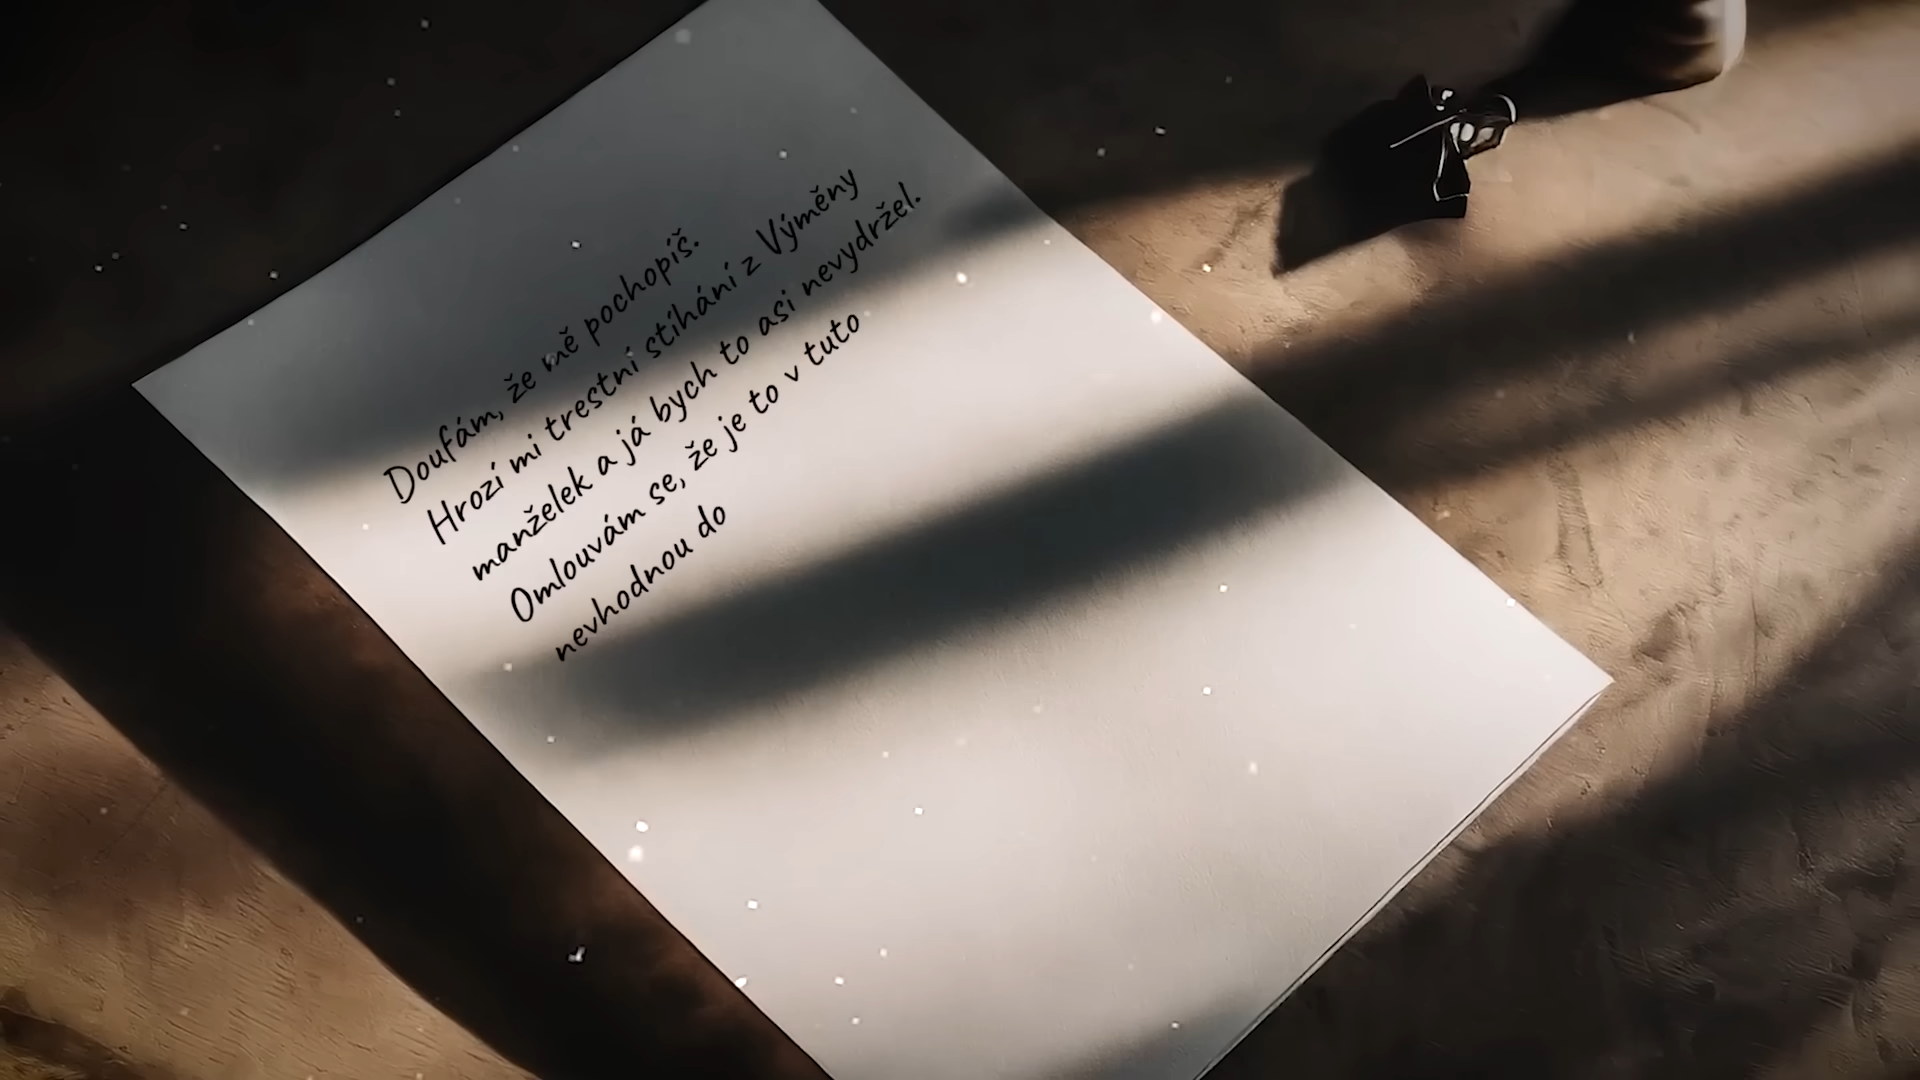 Doufám, že mě pochopíš.
Hrozí mi trestní stíhání z Výměny
manželek a já bych to asi nevydržel.
Omlouvám se, že je to v tuto
nevhodnou do